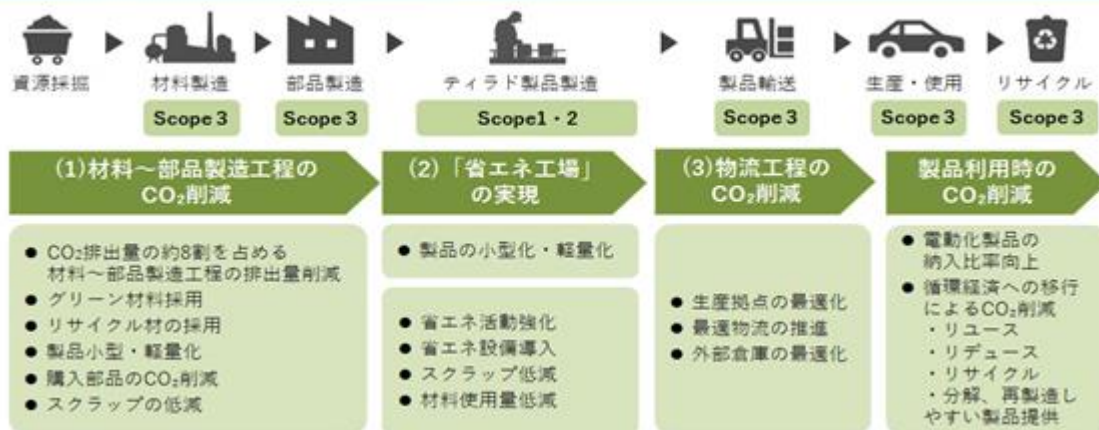 資源採掘
材料製造
部品製造
ティラド製品製造
製品輸送
生産・使用
リサイクル
Scope 3
Scope 3
Scope1・2
Scope 3
Scope 3
Scope 3
(1)材料～部品製造工程の
CO₂削減
(2)「省エネ工場」
の実現
(3)物流工程の
CO₂削減
製品利用時の
CO₂削減
● CO₂排出量の約8割を占める
材料～部品製造工程の排出量削減
● グリーン材料採用
● リサイクル材の採用
● 製品小型・軽量化
● 購入部品のCO₂削減
● スクラップの低減
● 製品の小型化・軽量化
● 省エネ活動強化
● 省エネ設備導入
● スクラップ低減
● 材料使用量低減
● 生産拠点の最適化
● 最適物流の推進
● 外部倉庫の最適化
● 電動化製品の
納入比率向上
● 循環経済への移行
によるCO₂削減
・リユース
・リデュース
・リサイクル
・分解、再製造し
やすい製品提供